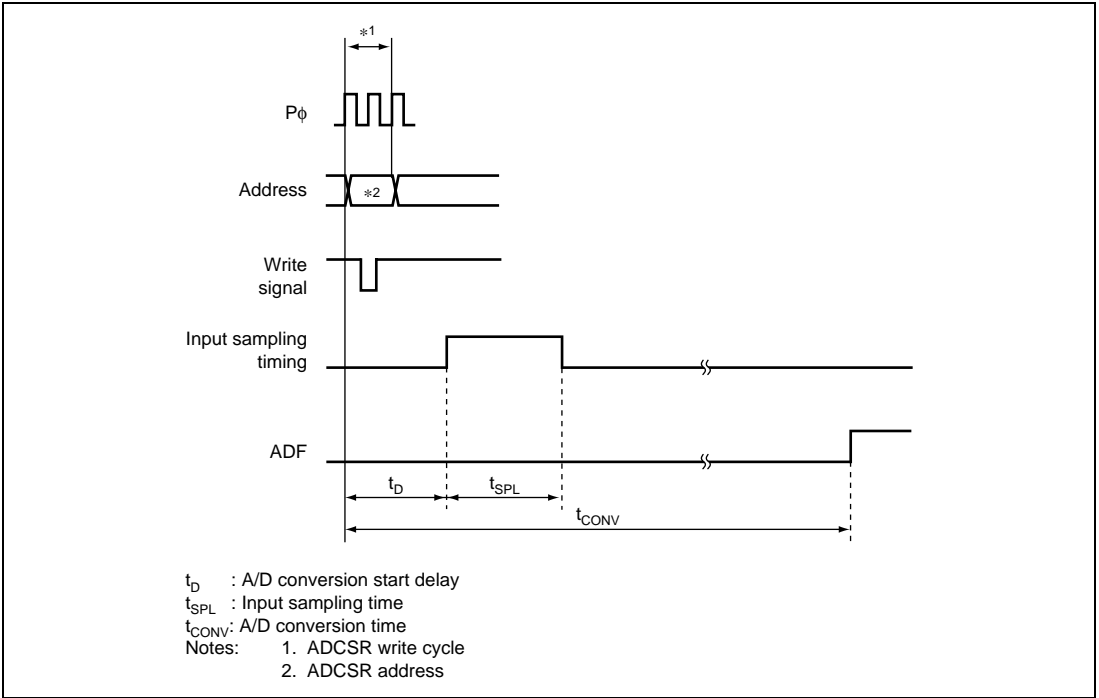 *1
Pϕ
Address
*2
Write
signal
Input sampling
timing
ADF
tD
tSPL
tCONV
tD : A/D conversion start delay
tSPL : Input sampling time
tCONV: A/D conversion time
Notes: 1. ADCSR write cycle
2. ADCSR address